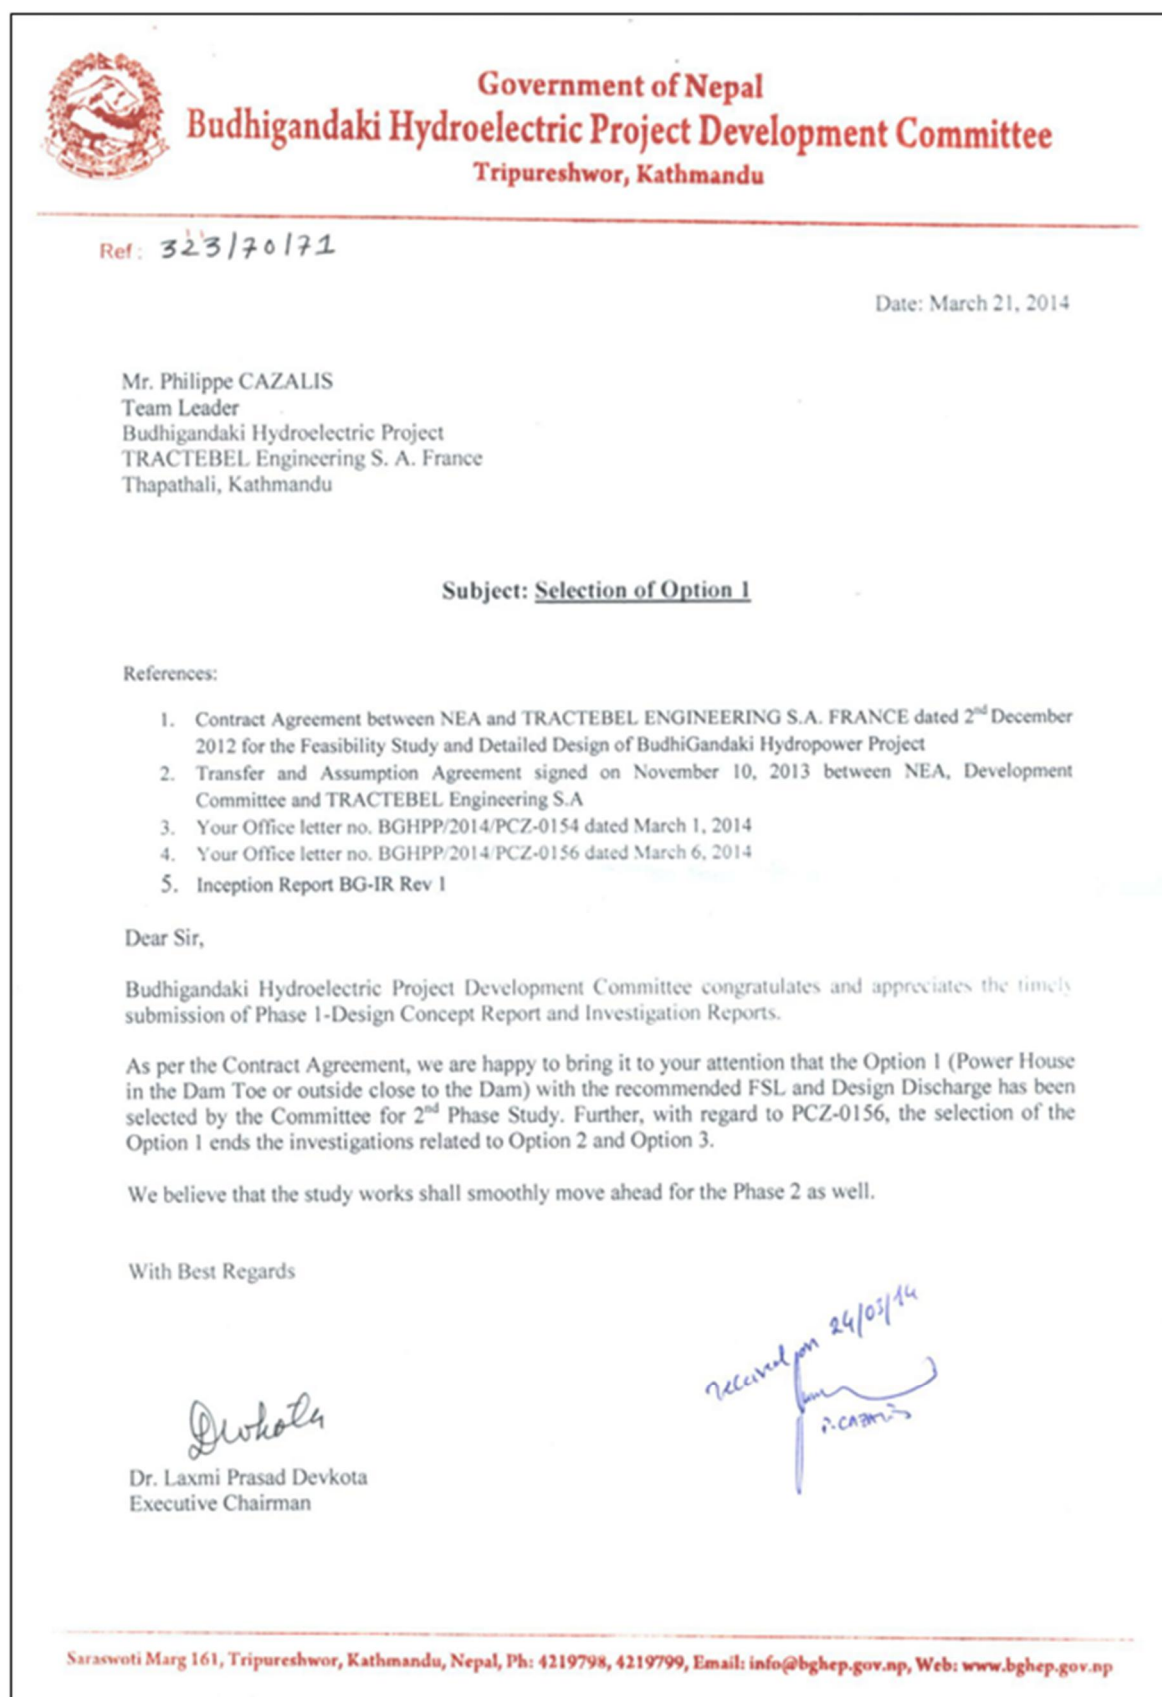 Government of Nepal
Budhigandaki Hydroelectric Project Development Committee
Tripureshwor, Kathmandu
Ref: 323/70/71
Date: March 21, 2014
Mr. Philippe CAZALIS
Team Leader
Budhigandaki Hydroelectric Project
TRACTEBEL Engineering S. A. France
Thapathali, Kathmandu
Subject: Selection of Option 1
References:
1. Contract Agreement between NEA and TRACTEBEL ENGINEERING S.A. FRANCE dated 2nd December
2012 for the Feasibility Study and Detailed Design of BudhiGandaki Hydropower Project
2. Transfer and Assumption Agreement signed on November 10, 2013 between NEA, Development
Committee and TRACTEBEL Engineering S.A
3. Your Office letter no. BGHPP/2014/PCZ-0154 dated March 1, 2014
4. Your Office letter no. BGHPP/2014/PCZ-0156 dated March 6, 2014
5. Inception Report BG-IR Rev 1
Dear Sir,
Budhigandaki Hydroelectric Project Development Committee congratulates and appreciates the timely
submission of Phase 1-Design Concept Report and Investigation Reports.
As per the Contract Agreement, we are happy to bring it to your attention that the Option 1 (Power House
in the Dam Toe or outside close to the Dam) with the recommended FSL and Design Discharge has been
selected by the Committee for 2nd Phase Study. Further, with regard to PCZ-0156, the selection of the
Option 1 ends the investigations related to Option 2 and Option 3.
We believe that the study works shall smoothly move ahead for the Phase 2 as well.
With Best Regards
received on 24/03/14
P. CAZALIS
Devkota
Dr. Laxmi Prasad Devkota
Executive Chairman
Saraswoti Marg 161, Tripureshwor, Kathmandu, Nepal, Ph: 4219798, 4219799, Email: info@bghep.gov.np, Web: www.bghep.gov.np